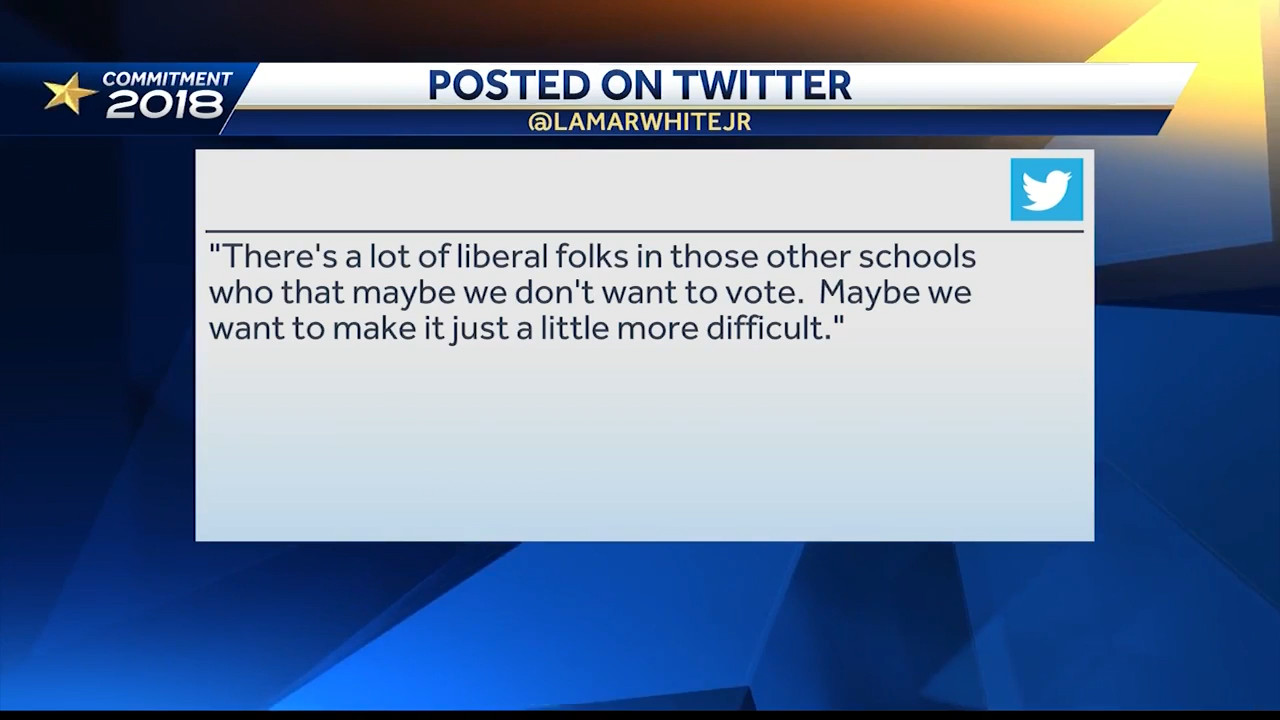 COMMITMENT
2018
POSTED ON TWITTER
@LAMARWHITEJR
"There's a lot of liberal folks in those other schools
who that maybe we don't want to vote.  Maybe we
want to make it just a little more difficult."